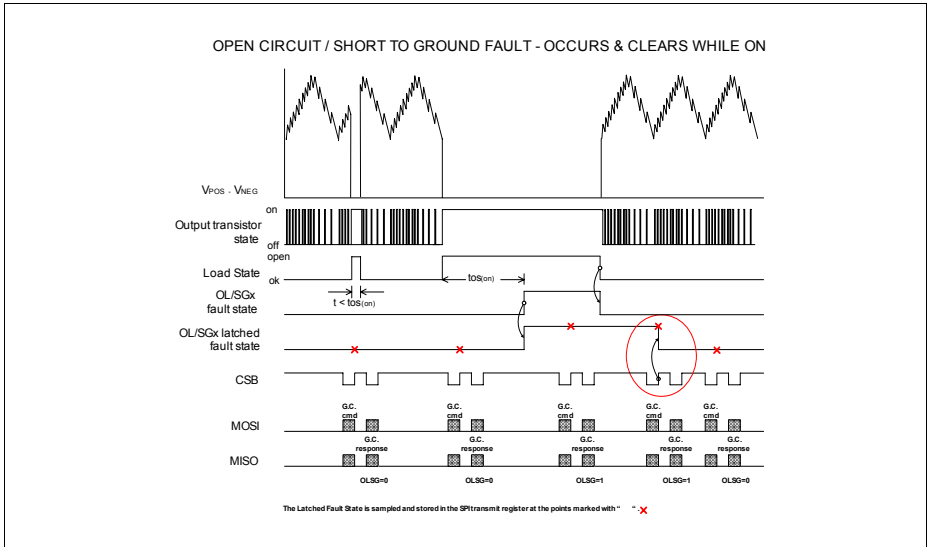 OPEN CIRCUIT / SHORT TO GROUND FAULT - OCCURS & CLEARS WHILE ON
VPOS - VNEG
on
Output transistor
state
off
open
Load State
ok
tos(on)
t < tos(on)
OL/SGx
fault state
OL/SGx latched
fault state
CSB
G.C.
cmd
G.C.
cmd
G.C.
cmd
G.C.
cmd
G.C.
cmd
MOSI
G.C.
response
G.C.
response
G.C.
response
G.C.
response
G.C.
response
MISO
OLSG=0
OLSG=0
OLSG=1
OLSG=1
OLSG=0
The Latched Fault State is sampled and stored in the SPI transmit register at the points marked with " " .